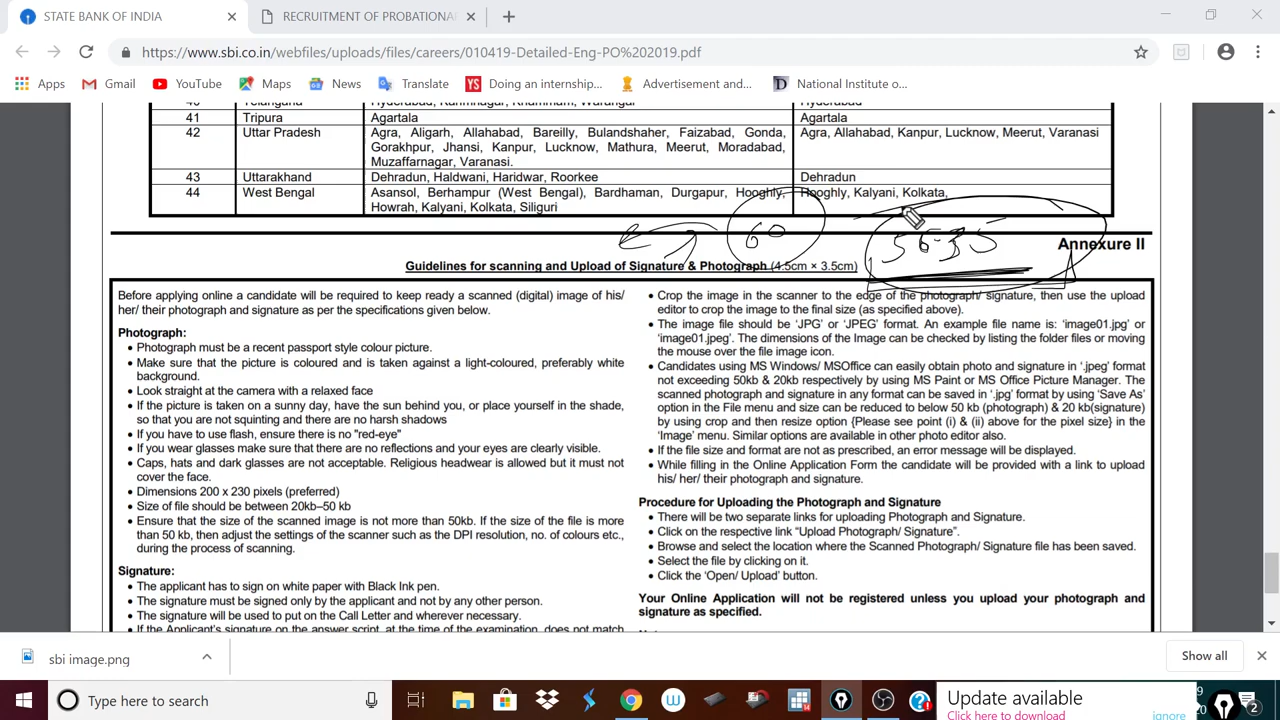 STATE BANK OF INDIA
RECRUITMENT OF PROBATIONA
https://www.sbi.co.in/webfiles/uploads/files/careers/010419-Detailed-Eng-PO%202019.pdf
Apps Gmail YouTube Maps News Translate Doing an internship... Advertisement and... National Institute o...
40 Telangana Hyderabad, Karimnagar, Khammam, Warangal Hyderabad
41 Tripura Agartala Agartala
42 Uttar Pradesh Agra, Aligarh, Allahabad, Bareilly, Bulandshaher, Faizabad, Gonda, Agra, Allahabad, Kanpur, Lucknow, Meerut, Varanasi
Gorakhpur, Jhansi, Kanpur, Lucknow, Mathura, Meerut, Moradabad,
Muzaffarnagar, Varanasi.
43 Uttarakhand Dehradun, Haldwani, Haridwar, Roorkee Dehradun
44 West Bengal Asansol, Berhampur (West Bengal), Bardhaman, Durgapur, Hooghly, Hooghly, Kalyani, Kolkata,
Howrah, Kalyani, Kolkata, Siliguri
60
56.35
Annexure II
Guidelines for scanning and Upload of Signature & Photograph (4.5cm × 3.5cm)
Before applying online a candidate will be required to keep ready a scanned (digital) image of his/
her/ their photograph and signature as per the specifications given below.
Photograph:
• Photograph must be a recent passport style colour picture.
• Make sure that the picture is coloured and is taken against a light-coloured, preferably white
background.
• Look straight at the camera with a relaxed face
• If the picture is taken on a sunny day, have the sun behind you, or place yourself in the shade,
so that you are not squinting and there are no harsh shadows
• If you have to use flash, ensure there is no "red-eye"
• If you wear glasses make sure that there are no reflections and your eyes are clearly visible.
• Caps, hats and dark glasses are not acceptable. Religious headwear is allowed but it must not
cover the face.
• Dimensions 200 x 230 pixels (preferred)
• Size of file should be between 20kb–50 kb
• Ensure that the size of the scanned image is not more than 50kb. If the size of the file is more
than 50 kb, then adjust the settings of the scanner such as the DPI resolution, no. of colours etc.,
during the process of scanning.
Signature:
• The applicant has to sign on white paper with Black Ink pen.
• The signature must be signed only by the applicant and not by any other person.
• The signature will be used to put on the Call Letter and wherever necessary.
• If the Applicant's signature on the answer script, at the time of the examination, does not match
• Crop the image in the scanner to the edge of the photograph/ signature, then use the upload
editor to crop the image to the final size (as specified above).
• The image file should be 'JPG' or 'JPEG' format. An example file name is: 'image01.jpg' or
'image01.jpeg'. The dimensions of the Image can be checked by listing the folder files or moving
the mouse over the file image icon.
• Candidates using MS Windows/ MSOffice can easily obtain photo and signature in '.jpeg' format
not exceeding 50kb & 20kb respectively by using MS Paint or MS Office Picture Manager. The
scanned photograph and signature in any format can be saved in '.jpg' format by using 'Save As'
option in the File menu and size can be reduced to below 50 kb (photograph) & 20 kb(signature)
by using crop and then resize option {Please see point (i) & (ii) above for the pixel size} in the
'Image' menu. Similar options are available in other photo editor also.
• If the file size and format are not as prescribed, an error message will be displayed.
• While filling in the Online Application Form the candidate will be provided with a link to upload
his/ her/ their photograph and signature.
Procedure for Uploading the Photograph and Signature
• There will be two separate links for uploading Photograph and Signature.
• Click on the respective link "Upload Photograph/ Signature".
• Browse and select the location where the Scanned Photograph/ Signature file has been saved.
• Select the file by clicking on it.
• Click the 'Open/ Upload' button.
Your Online Application will not be registered unless you upload your photograph and
signature as specified.
sbi image.png
Show all
Type here to search
Update available
Click here to download
ignore
2